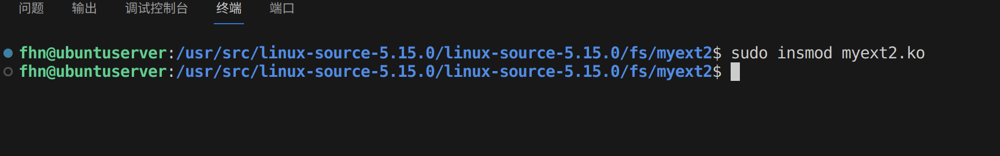 问题 输出 调试控制台 终端 端口
fhn@ubuntuserver:/usr/src/linux-source-5.15.0/linux-source-5.15.0/fs/myext2$ sudo insmod myext2.ko
fhn@ubuntuserver:/usr/src/linux-source-5.15.0/linux-source-5.15.0/fs/myext2$